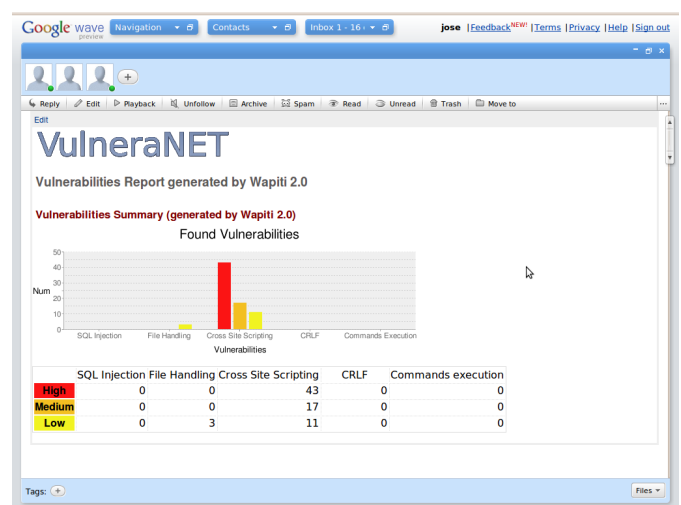 Google wave preview Navigation Contacts Inbox 1 - 16 jose |FeedbackNEW! |Terms |Privacy |Help |Sign out
+
Reply Edit Playback Unfollow Archive Spam Read Unread Trash Move to ...
Edit
VulneraNET
Vulnerabilities Report generated by Wapiti 2.0
Vulnerabilities Summary (generated by Wapiti 2.0)
Found Vulnerabilities
50
40
30
Num
20
10
0
SQL Injection File Handling Cross Site Scripting CRLF Commands Execution
Vulnerabilities
SQL Injection File Handling Cross Site Scripting CRLF Commands execution
High 0 0 43 0 0
Medium 0 0 17 0 0
Low 0 3 11 0 0
Tags: + Files